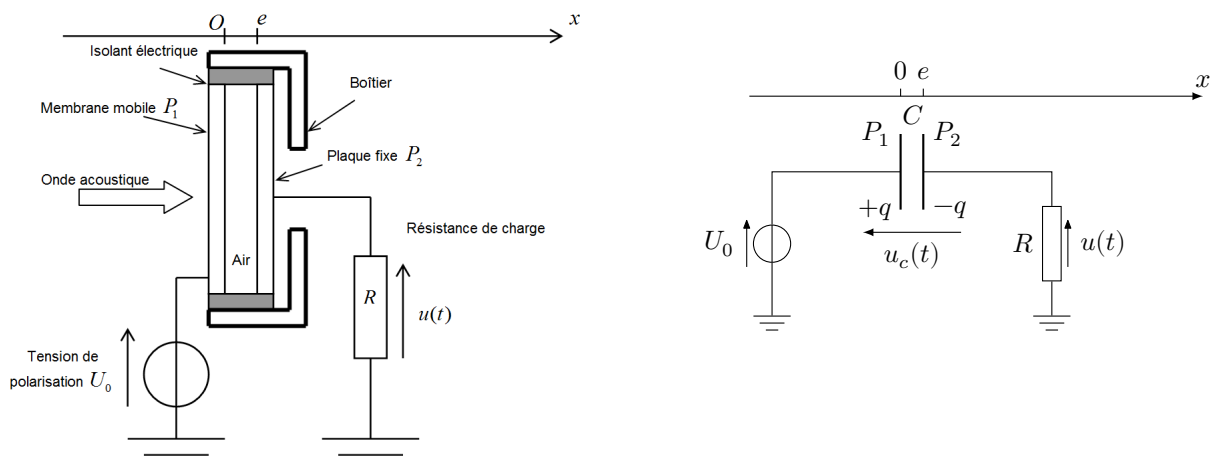 O e x
Isolant électrique
Boîtier
Membrane mobile P₁
Plaque fixe P₂
Onde acoustique
Résistance de charge
Air
R u(t)
Tension de
polarisation U₀
0 e x
C
P₁ P₂
+q −q
U₀ u_c(t) R u(t)